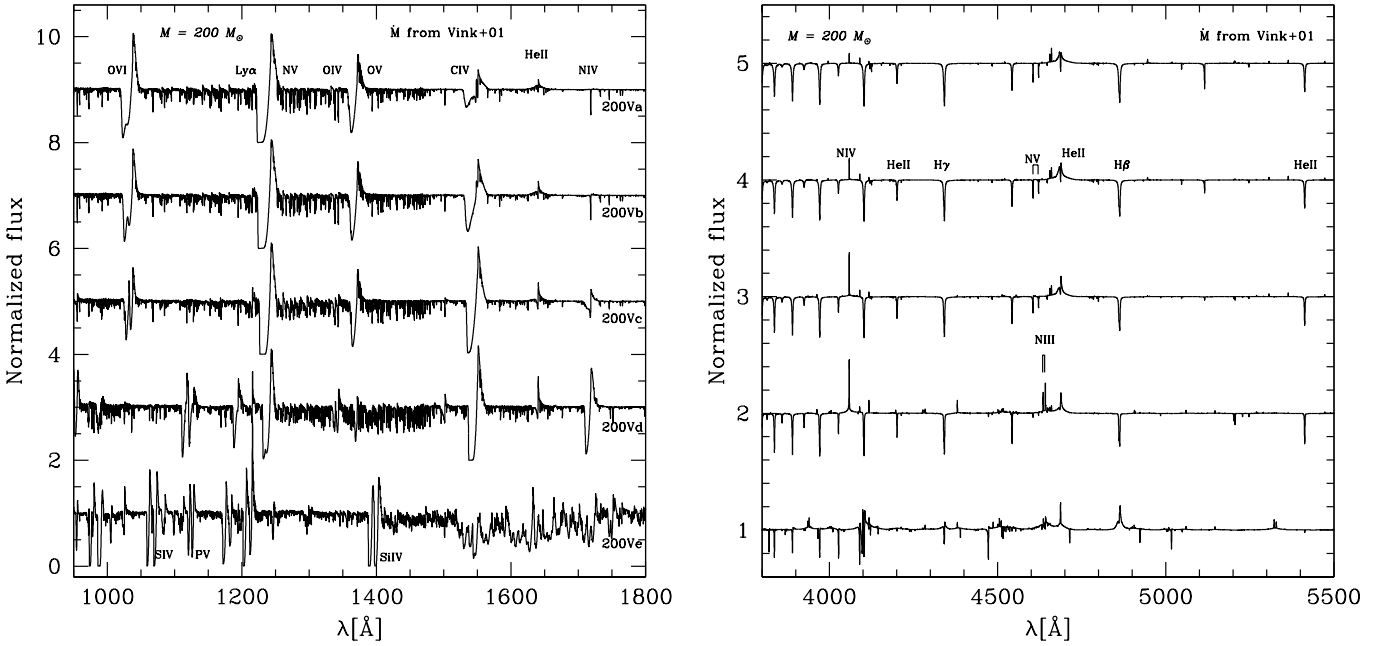 M = 200 M⊙
Ṁ from Vink+01
OVI
Lyα
NV
OIV
OV
CIV
HeII
NIV
200Va
200Vb
200Vc
200Vd
200Ve
SIV
PV
SiIV
10
8
6
4
2
0
Normalized flux
1000
1200
1400
1600
1800
λ[Å]
M = 200 M⊙
Ṁ from Vink+01
NIV
HeII
Hγ
NV
HeII
Hβ
HeII
NIII
5
4
3
2
1
Normalized flux
4000
4500
5000
5500
λ[Å]